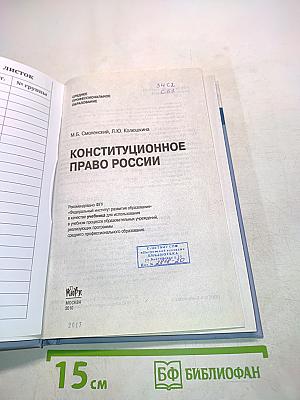 листок
№ группы
СРЕДНЕЕ
ПРОФЕССИОНАЛЬНОЕ
ОБРАЗОВАНИЕ
М.Б. Смоленский, Л.Ю. Колюшкина
КОНСТИТУЦИОННОЕ
ПРАВО РОССИИ
Рекомендовано ФГУ
«Федеральный институт развития образования»
в качестве учебника для использования
в учебном процессе образовательных учреждений,
реализующих программы
среднего профессионального образования
МОСКВА
2010
2017
15 см
БФ БИБЛИОФАН